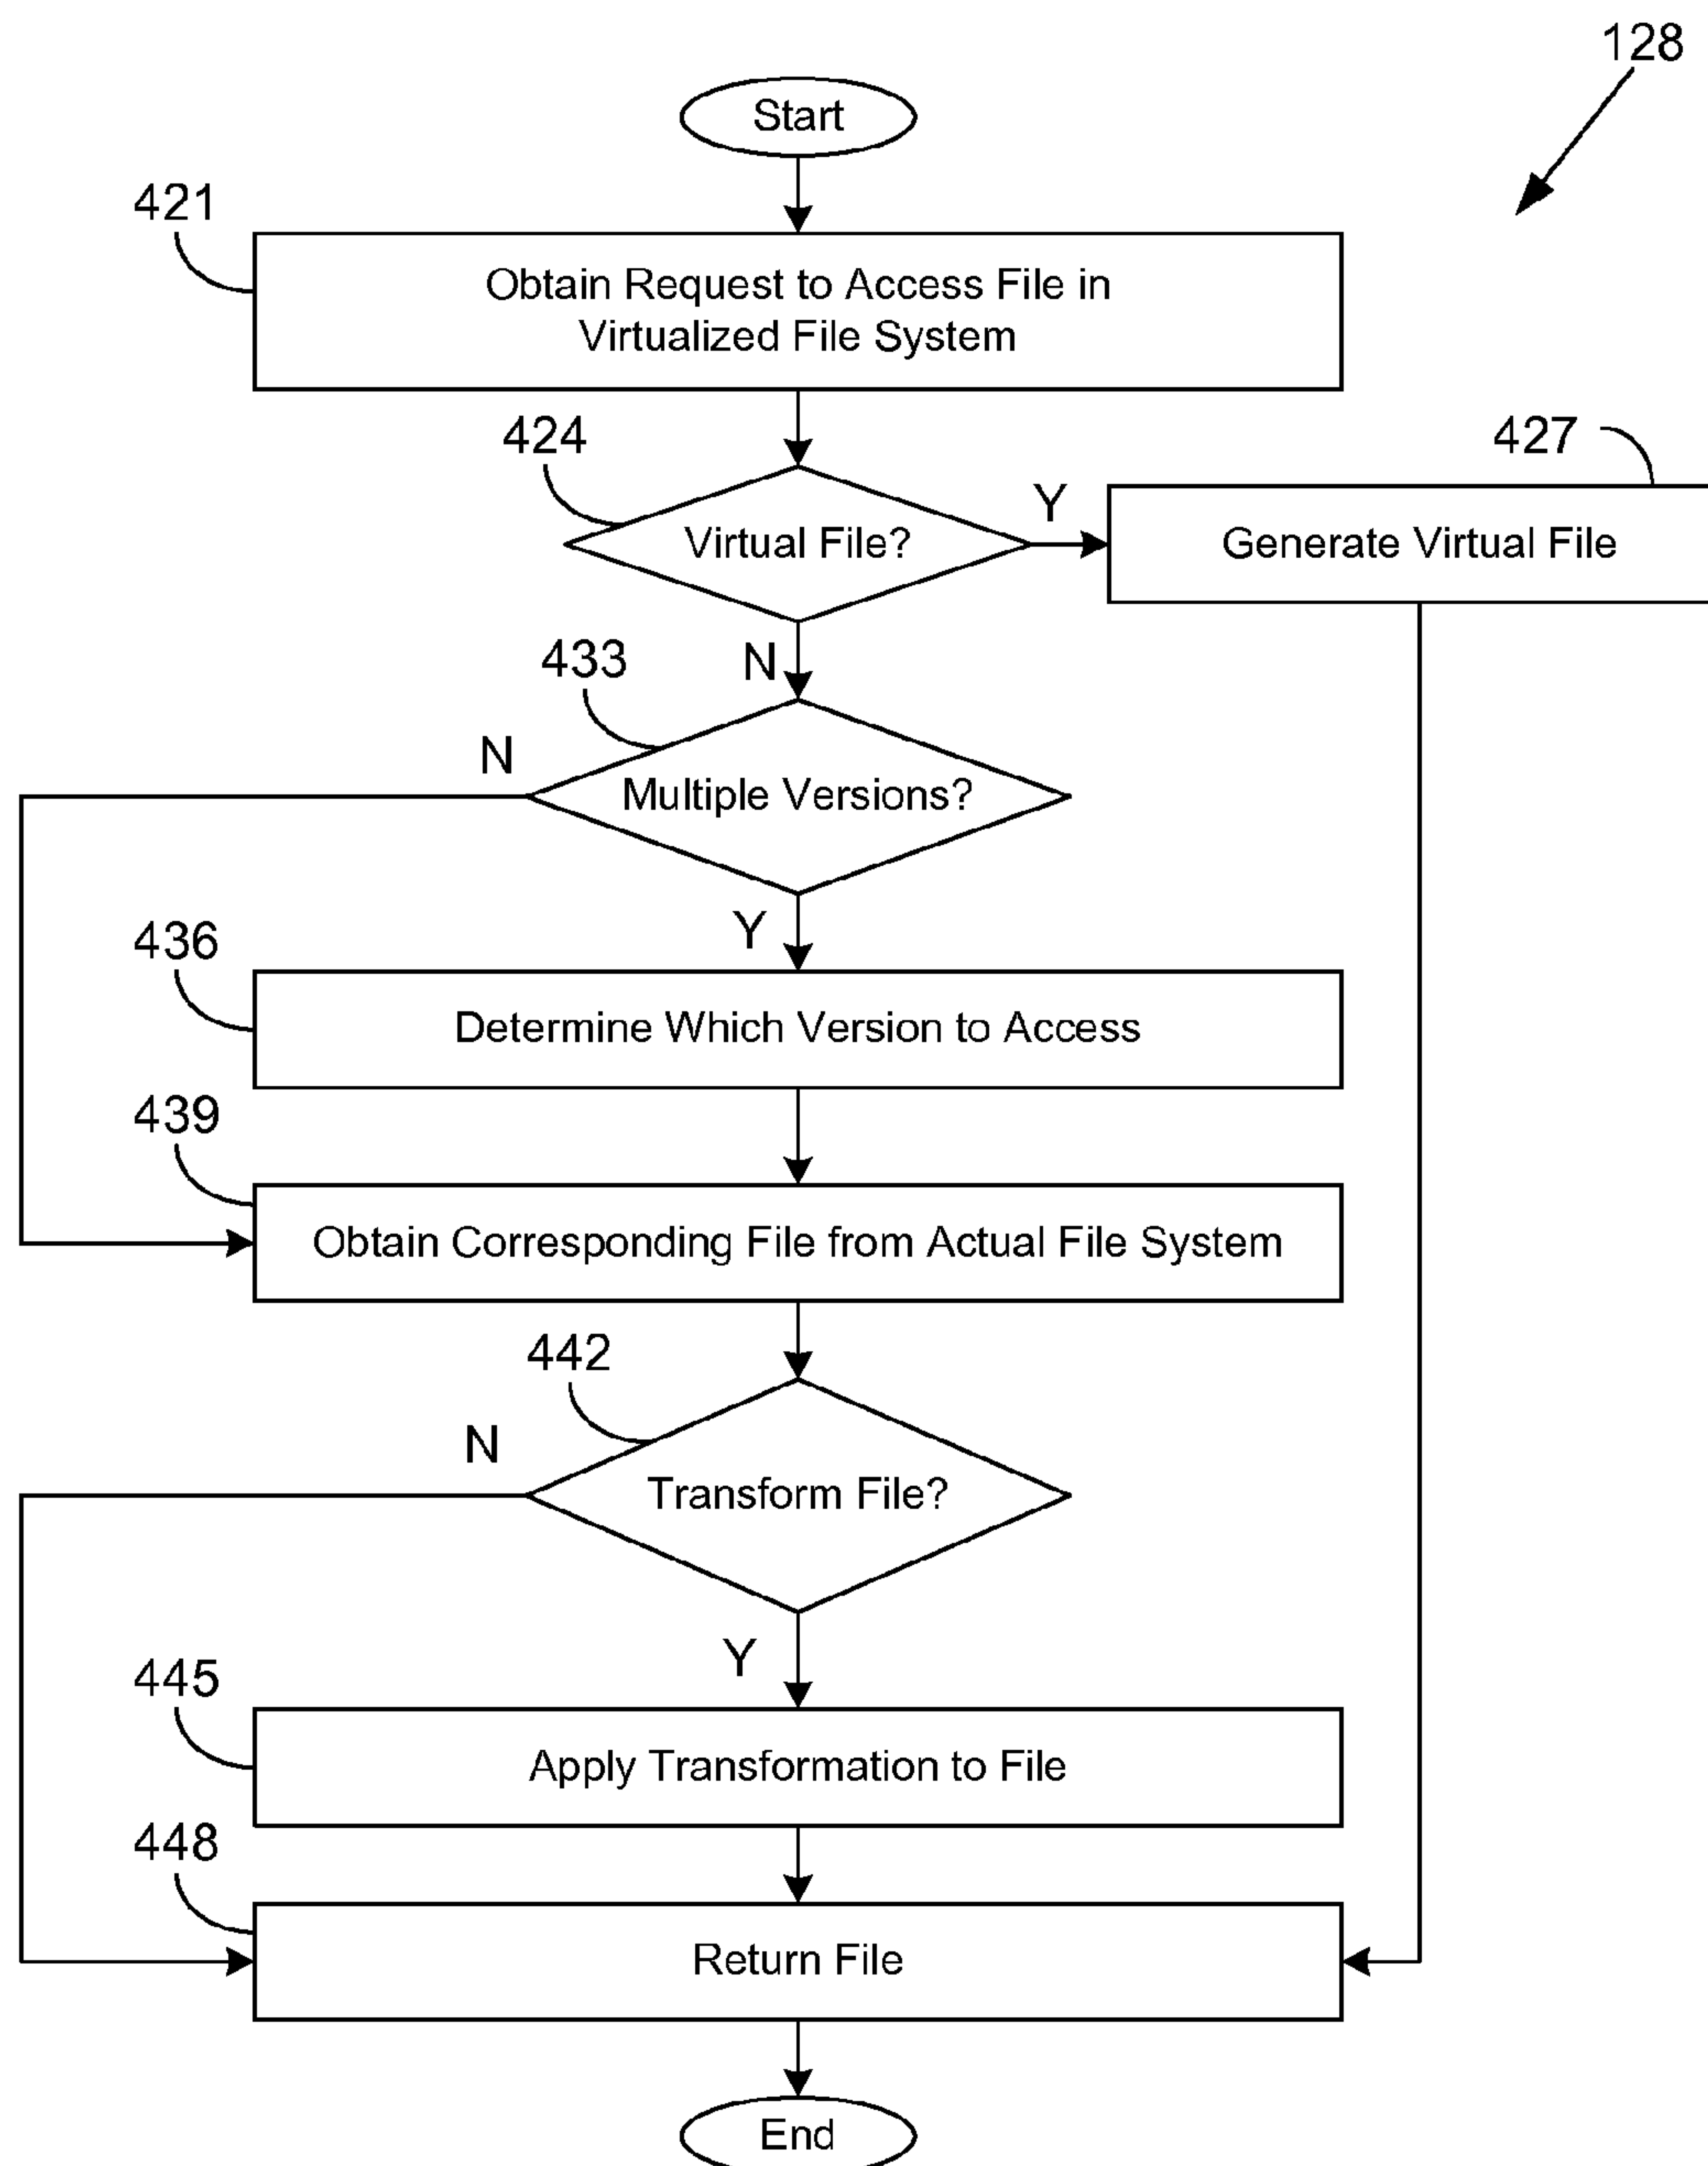 128
Start
421
Obtain Request to Access File in
Virtualized File System
424
Virtual File?
Y
427
Generate Virtual File
N
433
N
Multiple Versions?
Y
436
Determine Which Version to Access
439
Obtain Corresponding File from Actual File System
442
N
Transform File?
Y
445
Apply Transformation to File
448
Return File
End